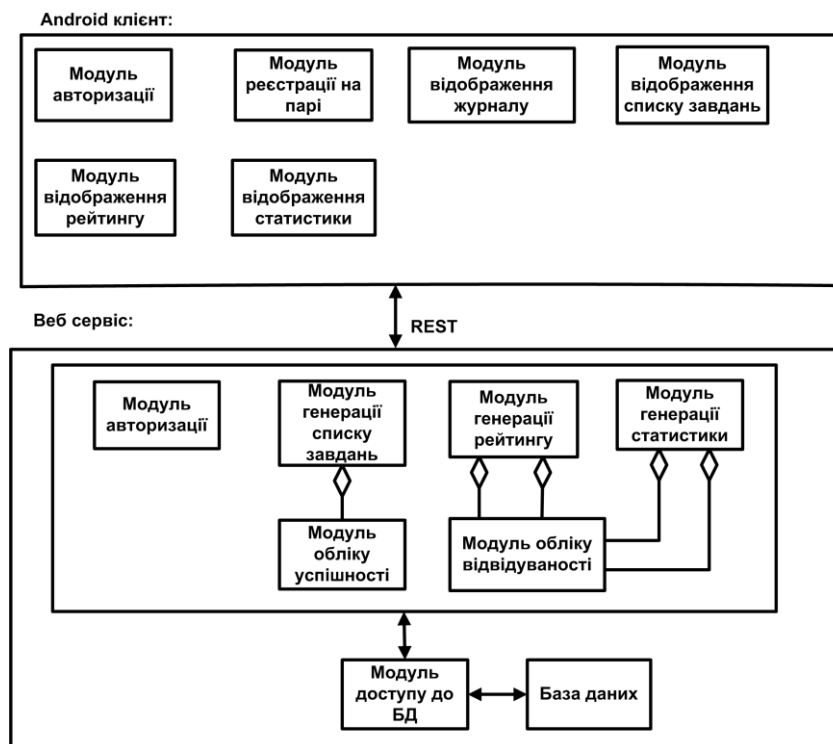 Android клієнт:
Модуль
авторизації
Модуль
реєстрації на
парі
Модуль
відображення
журналу
Модуль
відображення
списку завдань
Модуль
відображення
рейтингу
Модуль
відображення
статистики
REST
Веб сервіс:
Модуль
авторизації
Модуль
генерації
списку
завдань
Модуль
генерації
рейтингу
Модуль
генерації
статистики
Модуль
обліку
успішності
Модуль обліку
відвідуваності
Модуль
доступу до
БД
База даних